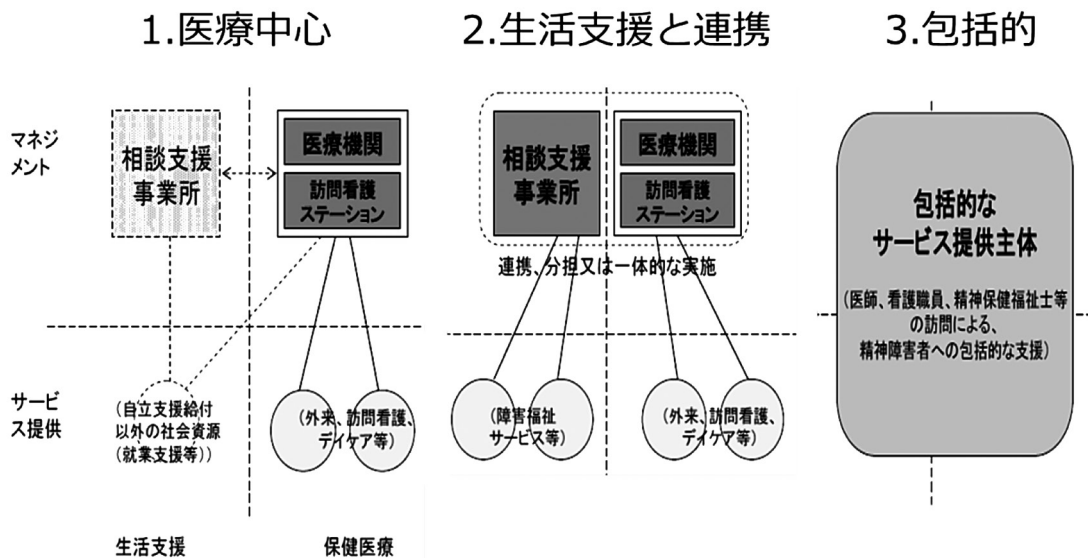 1.医療中心
2.生活支援と連携
3.包括的
マネジ
メント
相談支援
事業所
医療機関
訪問看護
ステーション
相談支援
事業所
医療機関
訪問看護
ステーション
連携、分担又は一体的な実施
包括的な
サービス提供主体
(医師、看護職員、精神保健福祉士等
の訪問による、
精神障害者への包括的な支援)
サービ
ス提供
(自立支援給付
以外の社会資源
(就業支援等))
(外来、訪問看護、
デイケア等)
(障害福祉
サービス等)
(外来、訪問看護、
デイケア等)
生活支援
保健医療